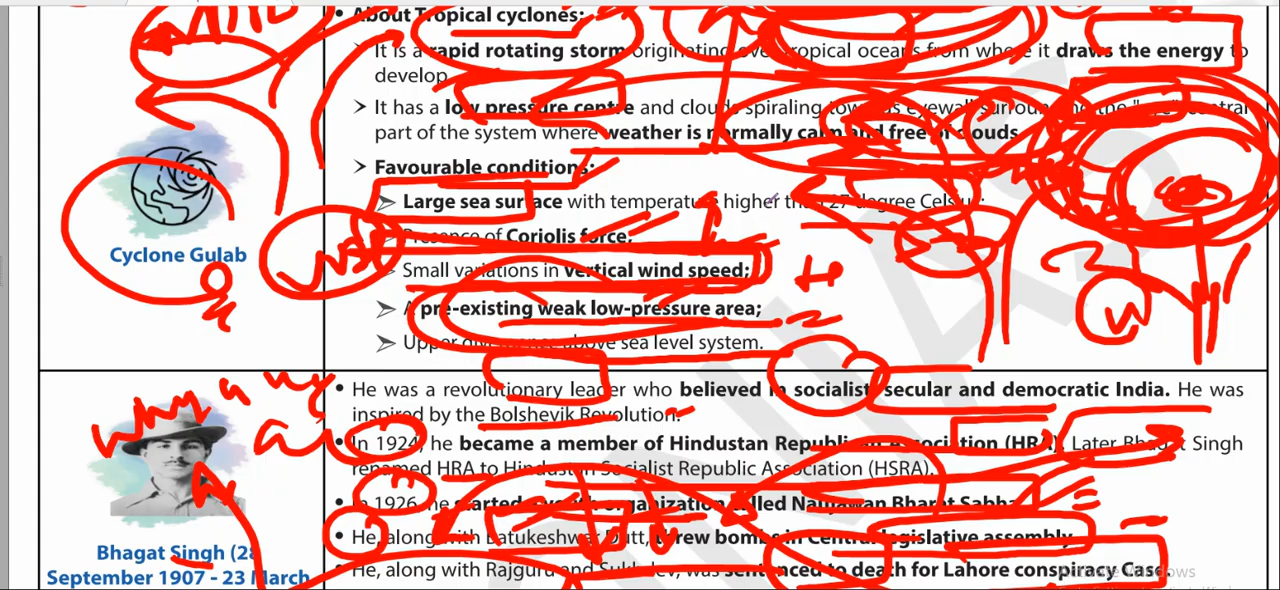 • About Tropical cyclones:
➤ It is a rapid rotating storm originating over tropical oceans from where it draws the energy to
develop.
➤ It has a low pressure centre and clouds spiraling towards eyewall surrounding the "eye" central
part of the system where weather is normally calm and free of clouds.
➤ Favourable conditions:
➤ Large sea surface with temperature higher than 27 degree Celsius;
➤ Presence of Coriolis force;
➤ Small variations in vertical wind speed;
➤ A pre-existing weak low-pressure area;
➤ Upper divergence above sea level system.
Cyclone Gulab
• He was a revolutionary leader who believed in socialist, secular and democratic India. He was
inspired by the Bolshevik Revolution.
• In 1924, he became a member of Hindustan Republican Association (HRA). Later Bhagat Singh
renamed HRA to Hindustan Socialist Republic Association (HSRA).
• In 1926, he started a youth organization called Naujawan Bharat Sabha.
• He, along with Batukeshwar Dutt, threw bombs in Central legislative assembly.
• He, along with Rajguru and Sukhdev, was sentenced to death for Lahore conspiracy Case.
Bhagat Singh (28
September 1907 - 23 March
Activate Windows